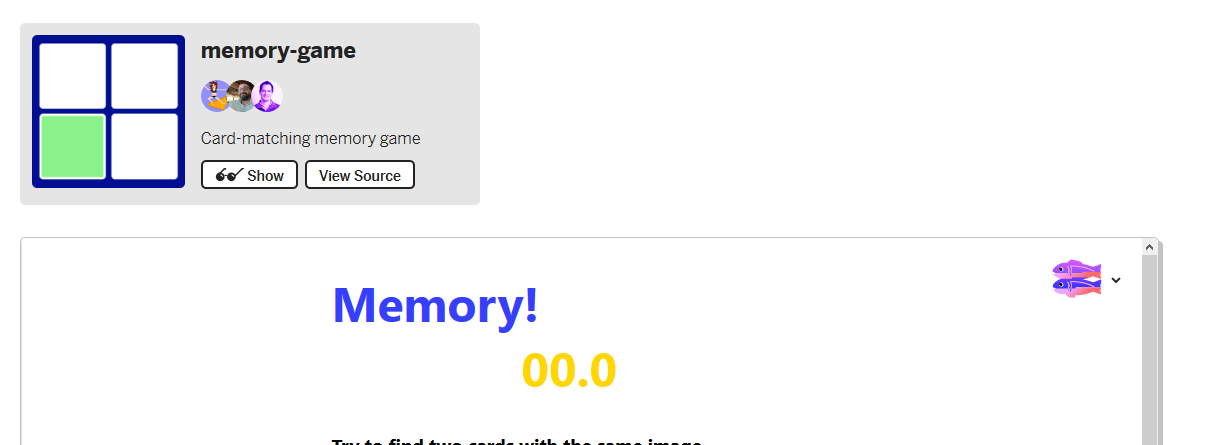 memory-game
Card-matching memory game
Show
View Source
Memory!
00.0
Try to find two cards with the same image